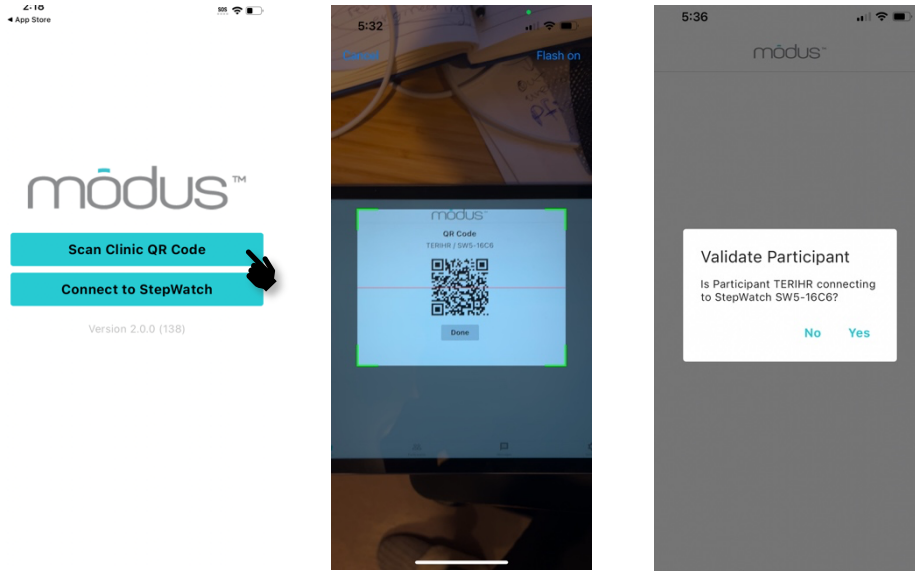 2:18
App Store
SOS
mōdus™
Scan Clinic QR Code
Connect to StepWatch
Version 2.0.0 (138)
5:32
Cancel
Flash on
mōdus™
QR Code
TERIHR / SW5-16C6
Done
5:36
mōdus™
Validate Participant
Is Participant TERIHR connecting
to StepWatch SW5-16C6?
No Yes